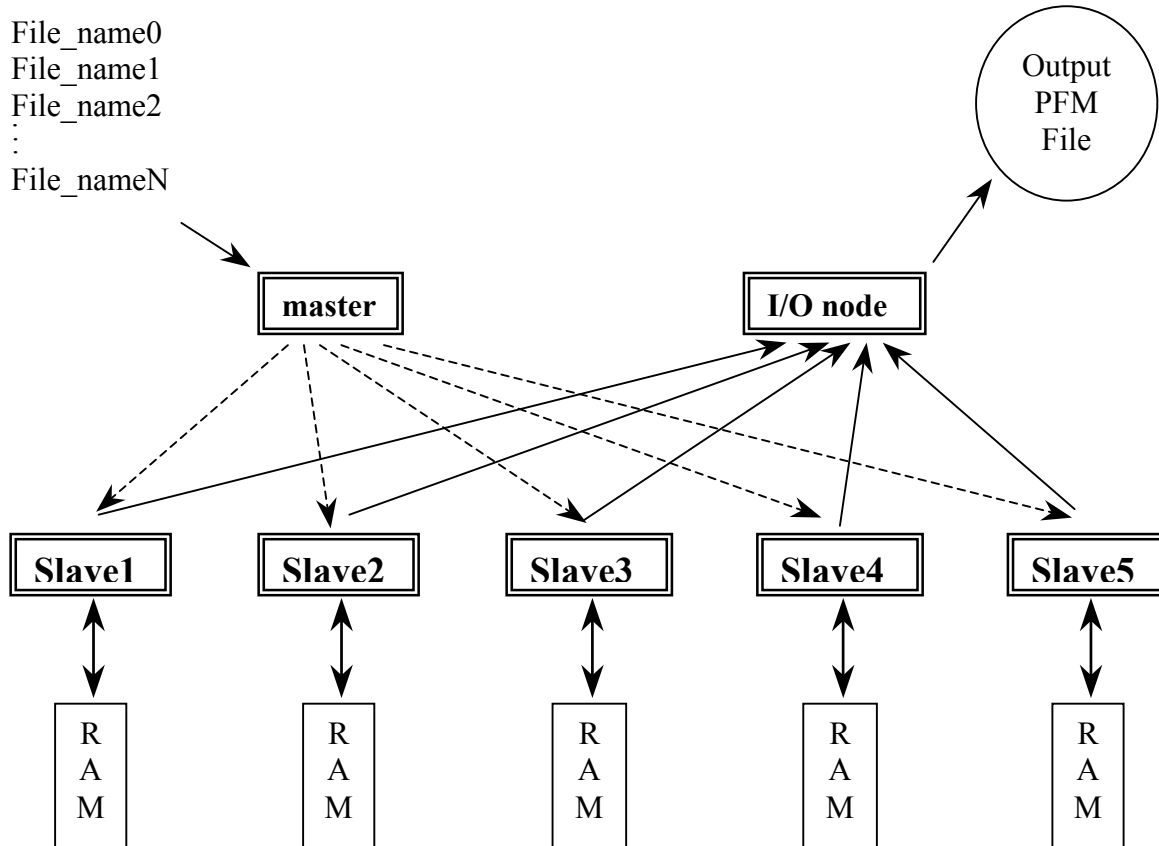 File_name0
File_name1
File_name2
⋮
File_nameN
Output
PFM
File
master
I/O node
Slave1
Slave2
Slave3
Slave4
Slave5
R
A
M
R
A
M
R
A
M
R
A
M
R
A
M